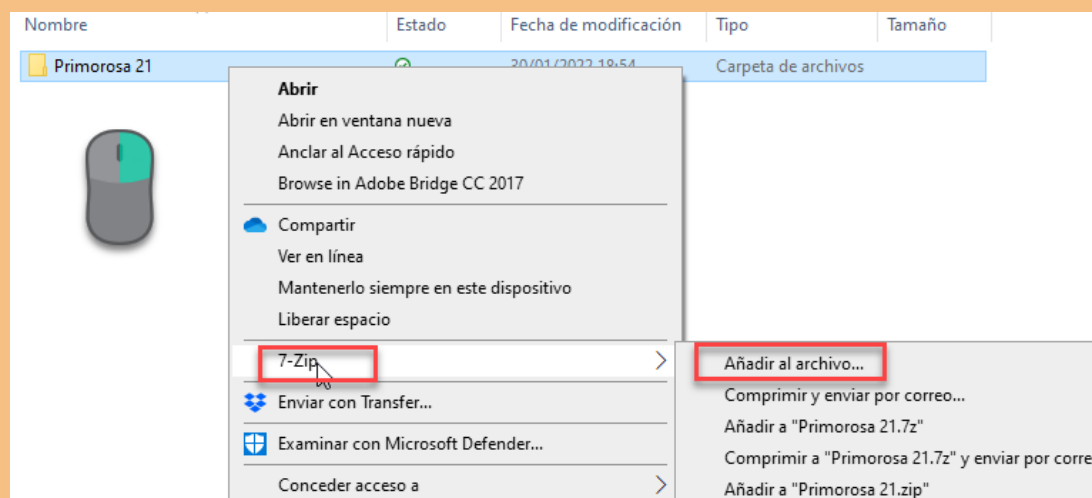 Nombre Estado Fecha de modificación Tipo Tamaño
Primorosa 21 30/01/2022 18:54 Carpeta de archivos
Abrir
Abrir en ventana nueva
Anclar al Acceso rápido
Browse in Adobe Bridge CC 2017
Compartir
Ver en línea
Mantenerlo siempre en este dispositivo
Liberar espacio
7-Zip
Añadir al archivo...
Comprimir y enviar por correo...
Enviar con Transfer...
Añadir a "Primorosa 21.7z"
Examinar con Microsoft Defender...
Comprimir a "Primorosa 21.7z" y enviar por corre
Conceder acceso a
Añadir a "Primorosa 21.zip"